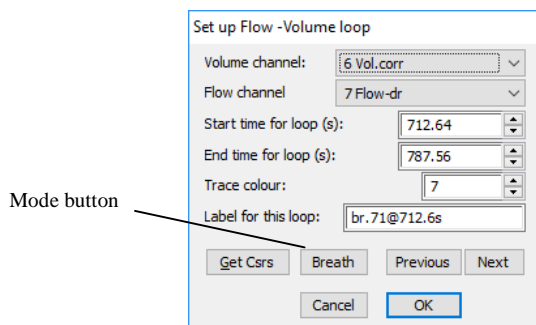 Set up Flow -Volume loop
Volume channel: 6 Vol.corr
Flow channel 7 Flow-dr
Start time for loop (s): 712.64
End time for loop (s): 787.56
Trace colour: 7
Mode button
Label for this loop: br.71@712.6s
Get Csrs Breath Previous Next
Cancel OK